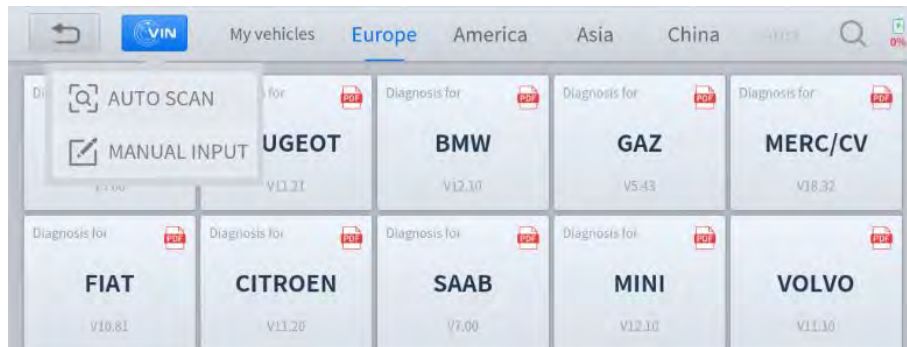 VIN My vehicles Europe America Asia China
0%
AUTO SCAN
MANUAL INPUT
Diagnosis for PDF
UGEOT
V11.21
Diagnosis for PDF
BMW
V12.10
Diagnosis for PDF
GAZ
V5.43
Diagnosis for PDF
MERC/CV
V18.32
Diagnosis for PDF
FIAT
V10.81
Diagnosis for PDF
CITROEN
V11.20
Diagnosis for PDF
SAAB
V7.00
Diagnosis for PDF
MINI
V12.10
PDF
VOLVO
V11.10